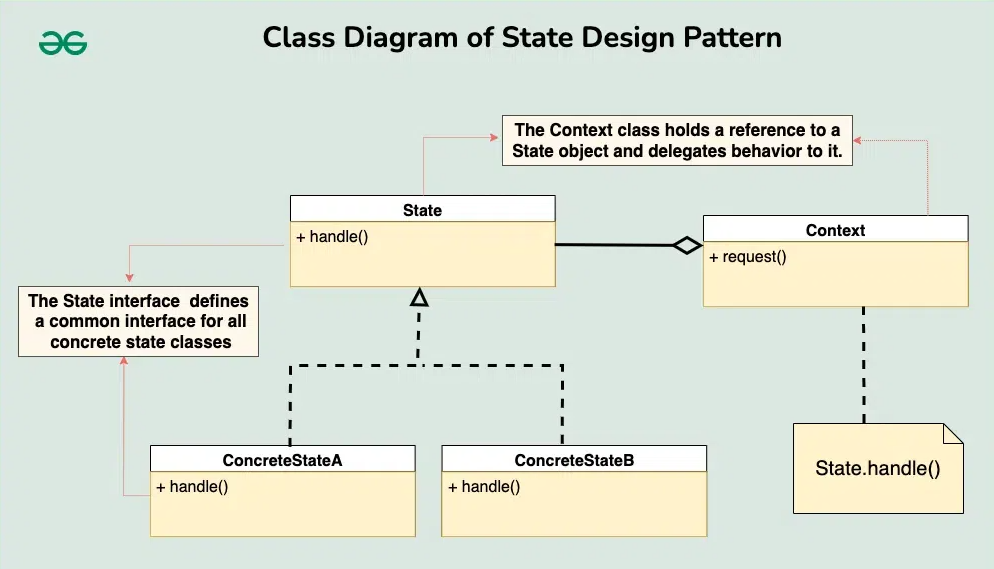 Class Diagram of State Design Pattern
The Context class holds a reference to a
State object and delegates behavior to it.
State
+ handle()
Context
+ request()
The State interface defines
a common interface for all
concrete state classes
ConcreteStateA
+ handle()
ConcreteStateB
+ handle()
State.handle()